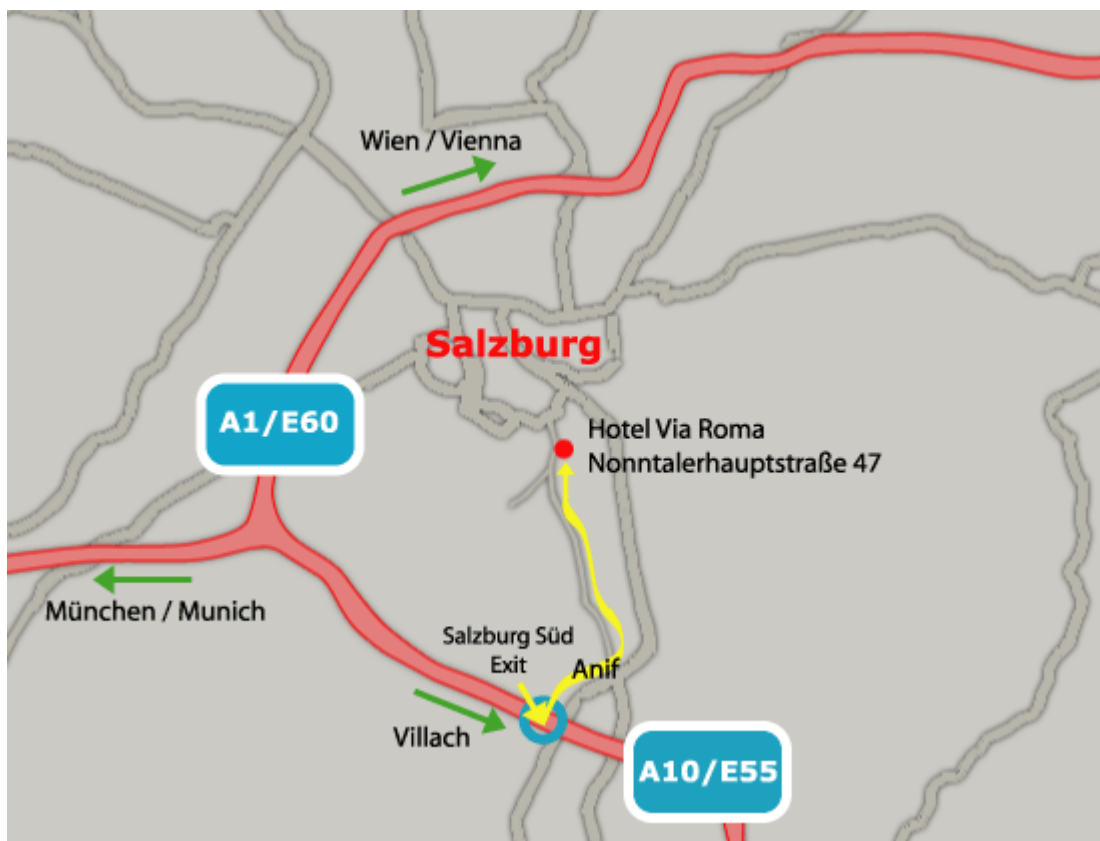 Wien / Vienna
Salzburg
A1/E60
Hotel Via Roma
Nonntalerhauptstraße 47
München / Munich
Salzburg Süd
Exit
Anif
Villach
A10/E55